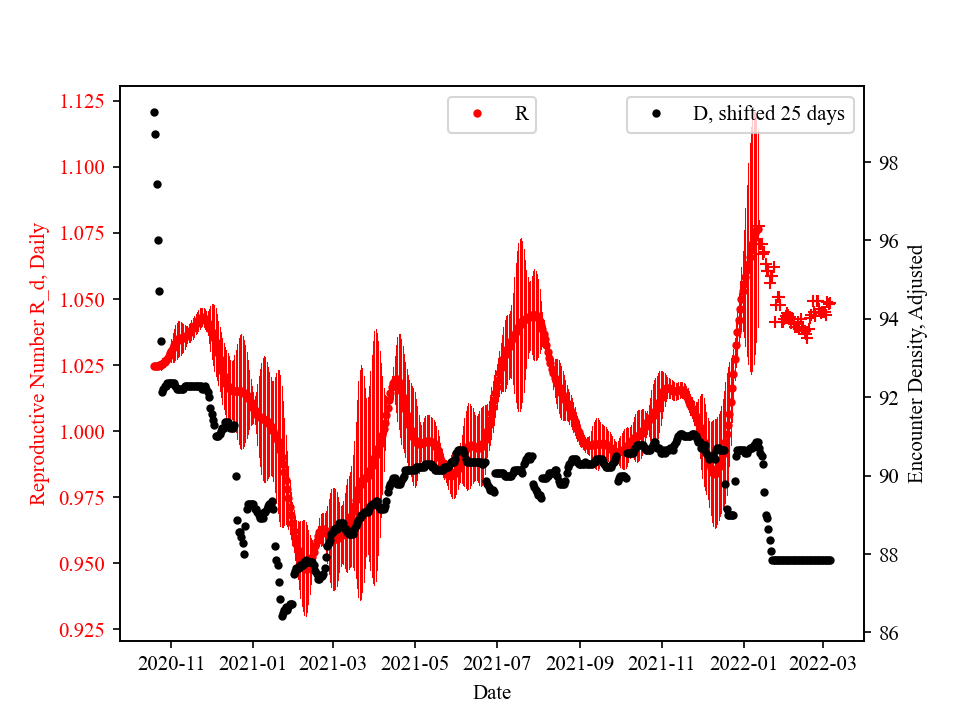 R
D, shifted 25 days
1.125
1.100
1.075
1.050
1.025
1.000
0.975
0.950
0.925
Reproductive Number R_d, Daily
98
96
94
92
90
88
86
Encounter Density, Adjusted
2020-11 2021-01 2021-03 2021-05 2021-07 2021-09 2021-11 2022-01 2022-03
Date